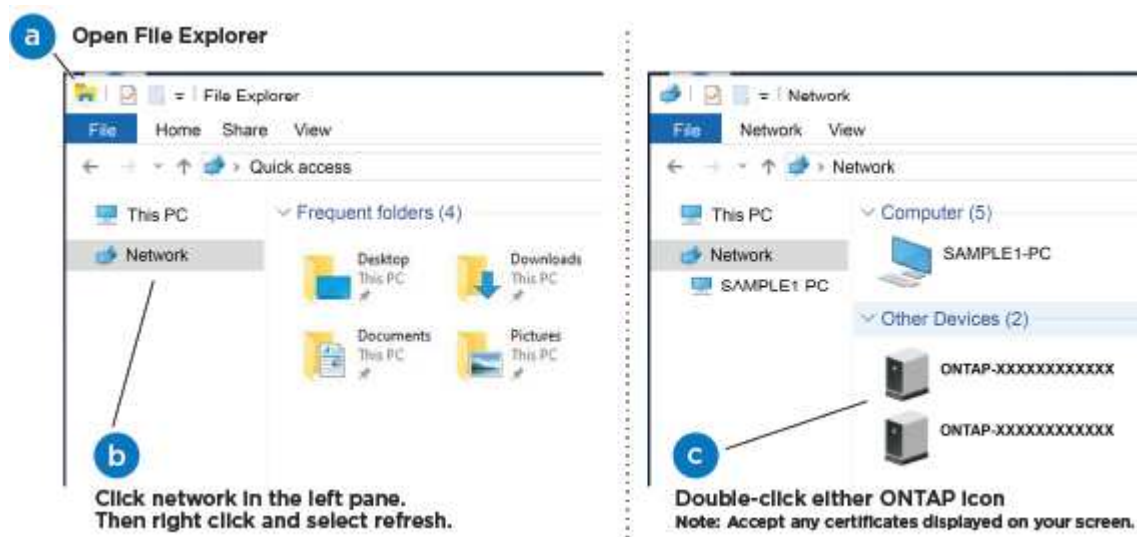 a Open File Explorer
File Explorer
File Home Share View
Quick access
This PC
Network
Frequent folders (4)
Desktop
This PC
Downloads
This PC
Documents
This PC
Pictures
This PC
b
Click network in the left pane.
Then right click and select refresh.
Network
File Network View
Network
This PC
Network
SAMPLE1 PC
Computer (5)
SAMPLE1-PC
Other Devices (2)
ONTAP-XXXXXXXXXXXX
ONTAP-XXXXXXXXXXXX
c
Double-click either ONTAP icon
Note: Accept any certificates displayed on your screen.